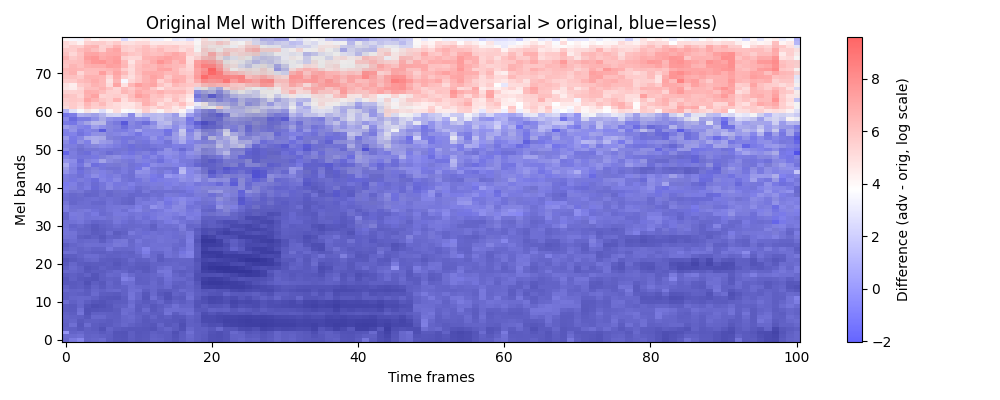 Original Mel with Differences (red=adversarial > original, blue=less)
Mel bands
70
60
50
40
30
20
10
0
0 20 40 60 80 100
Time frames
8
6
4
2
0
−2
Difference (adv - orig, log scale)